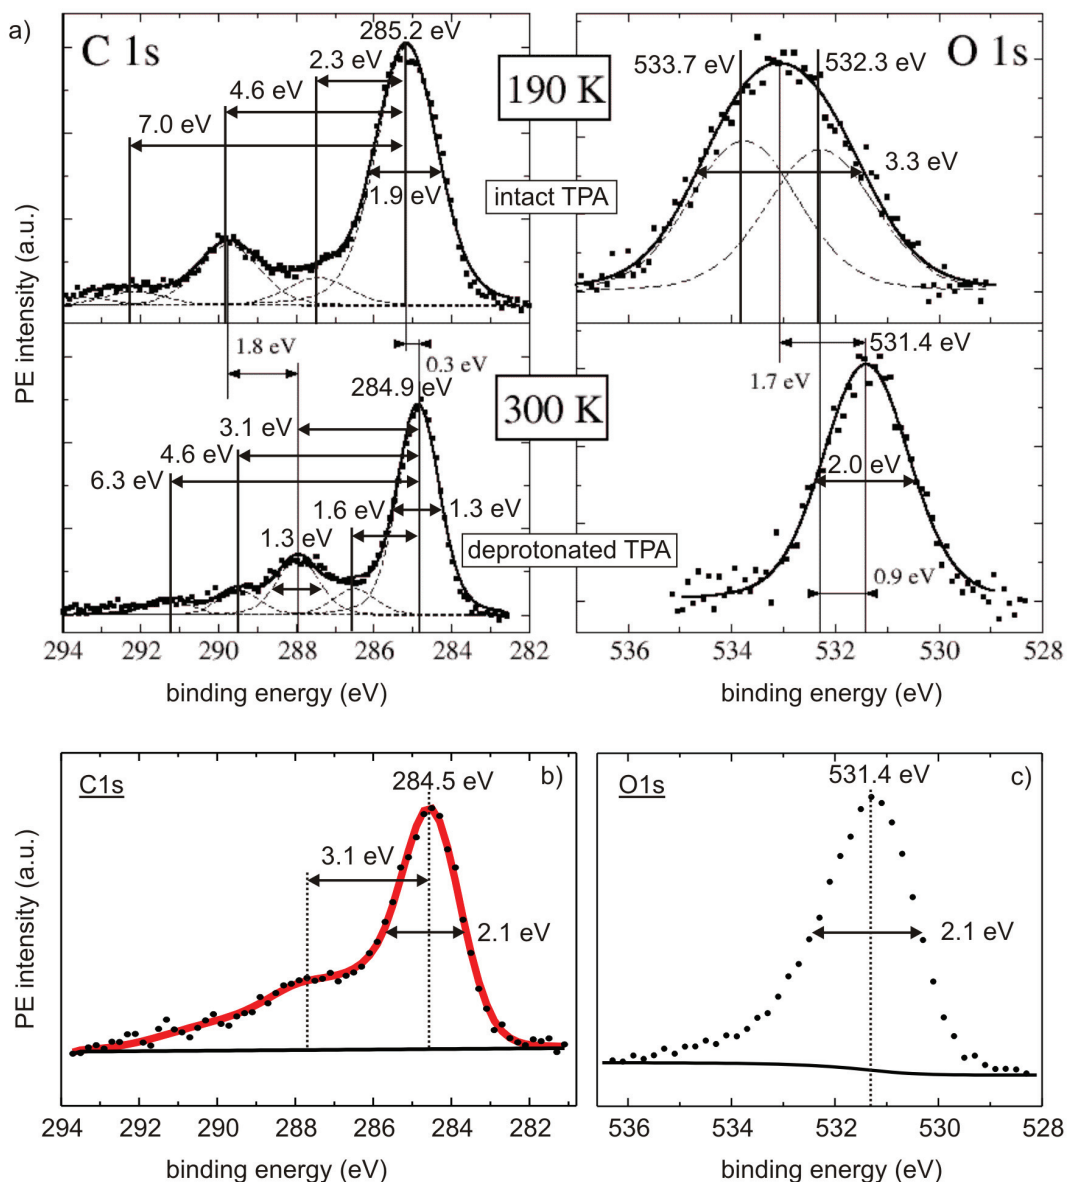 a)
C 1s
285.2 eV
2.3 eV
4.6 eV
7.0 eV
1.9 eV
190 K
intact TPA
O 1s
533.7 eV
532.3 eV
3.3 eV
PE intensity (a.u.)
1.8 eV
0.3 eV
284.9 eV
3.1 eV
4.6 eV
6.3 eV
1.6 eV
1.3 eV
1.3 eV
300 K
deprotonated TPA
531.4 eV
1.7 eV
2.0 eV
0.9 eV
294 292 290 288 286 284 282
binding energy (eV)
536 534 532 530 528
binding energy (eV)
b)
C1s
284.5 eV
3.1 eV
2.1 eV
PE intensity (a.u.)
294 292 290 288 286 284 282
binding energy (eV)
c)
O1s
531.4 eV
2.1 eV
536 534 532 530 528
binding energy (eV)